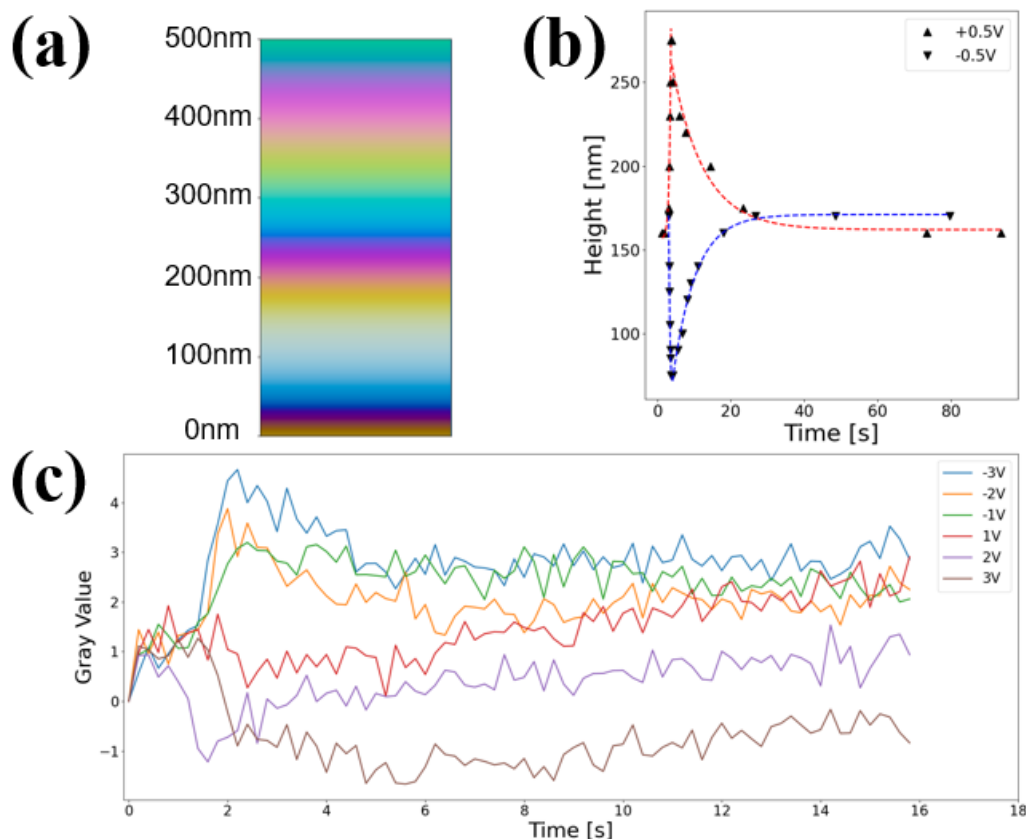 (a)
500nm
400nm
300nm
200nm
100nm
0nm
(b)
+0.5V
-0.5V
Height [nm]
250
200
150
100
0 20 40 60 80
Time [s]
(c)
-3V
-2V
-1V
1V
2V
3V
Gray Value
4
3
2
1
0
−1
0 2 4 6 8 10 12 14 16 18
Time [s]